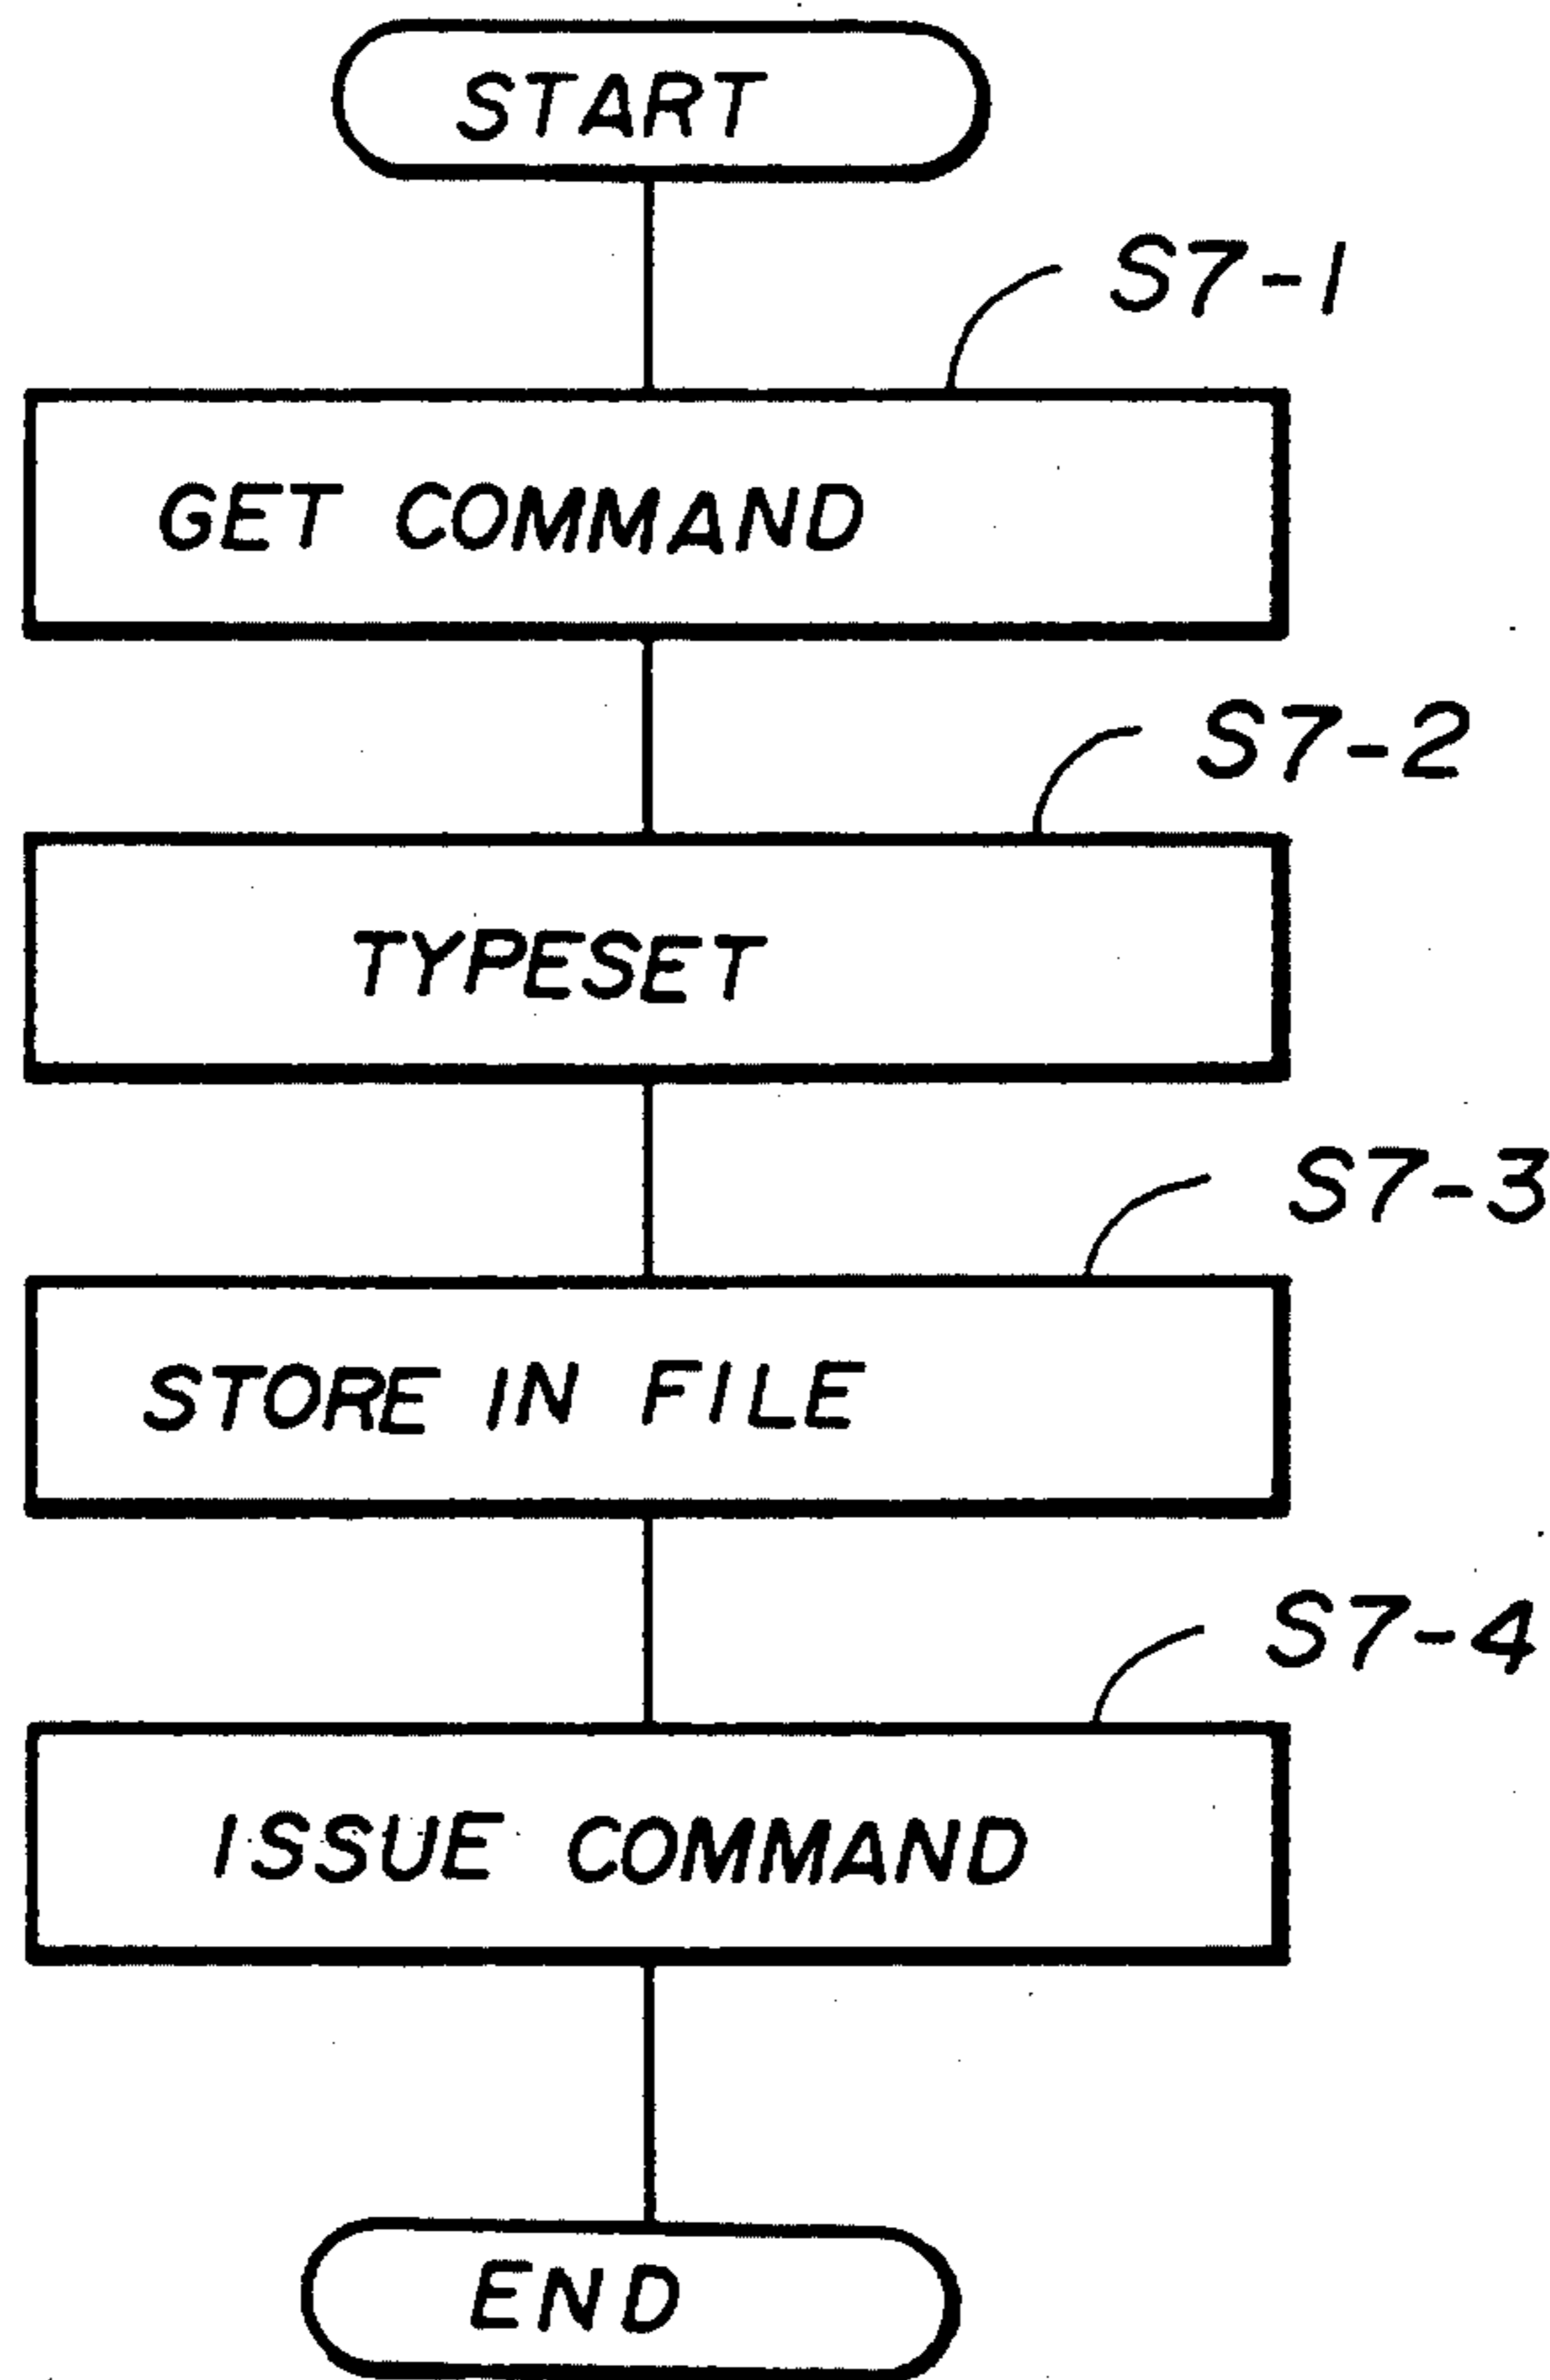 START
S7-1
GET COMMAND
S7-2
TYPESET
S7-3
STORE IN FILE
S7-4
ISSUE COMMAND
END